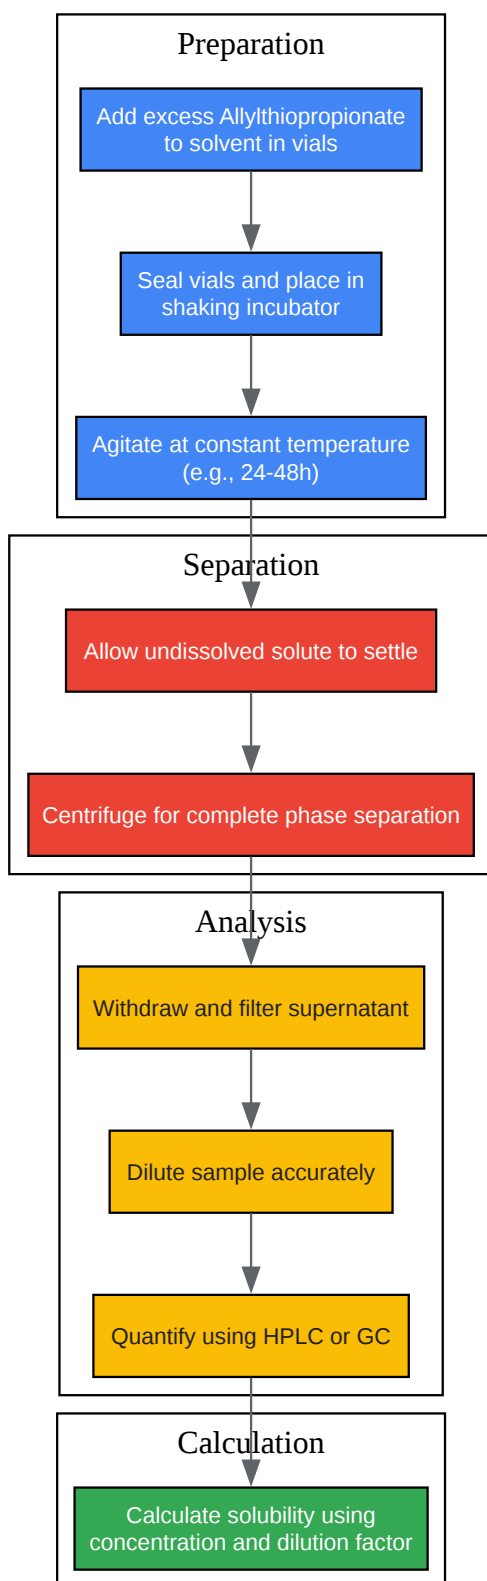 Preparation
Add excess Allylthiopropionate
to solvent in vials
Seal vials and place in
shaking incubator
Agitate at constant temperature
(e.g., 24-48h)
Separation
Allow undissolved solute to settle
Centrifuge for complete phase separation
Analysis
Withdraw and filter supernatant
Dilute sample accurately
Quantify using HPLC or GC
Calculation
Calculate solubility using
concentration and dilution factor